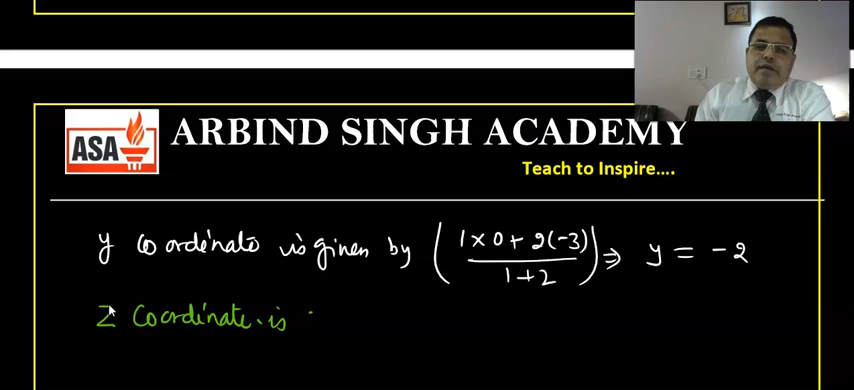 ASA
ARBIND SINGH ACADEMY
Teach to Inspire....
y coordinate is given by (1 × 0 + 2(-3) / 1 + 2) ⇒ y = -2
Z Coordinate is